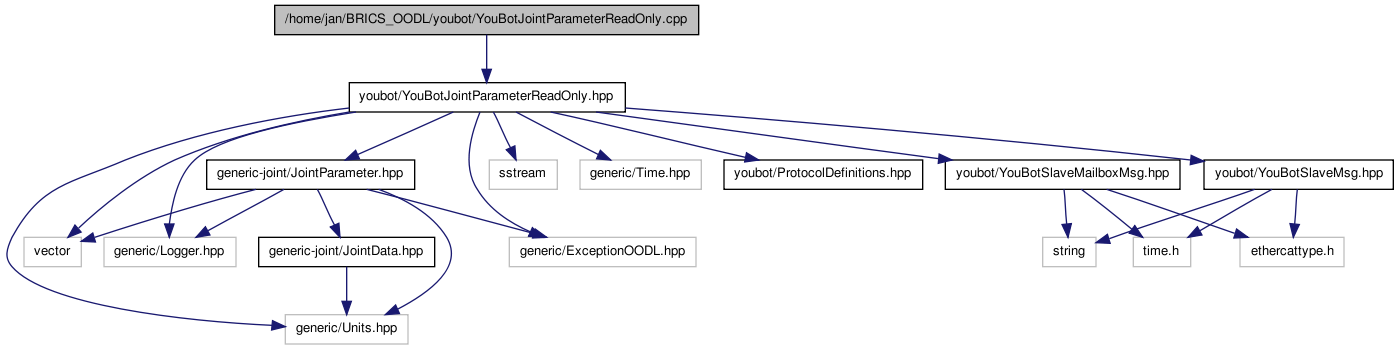 /home/jan/BRICS_OODL/youbot/YouBotJointParameterReadOnly.cpp
youbot/YouBotJointParameterReadOnly.hpp
generic-joint/JointParameter.hpp
sstream
generic/Time.hpp
youbot/ProtocolDefinitions.hpp
youbot/YouBotSlaveMailboxMsg.hpp
youbot/YouBotSlaveMsg.hpp
vector
generic/Logger.hpp
generic-joint/JointData.hpp
generic/ExceptionOODL.hpp
string
time.h
ethercattype.h
generic/Units.hpp